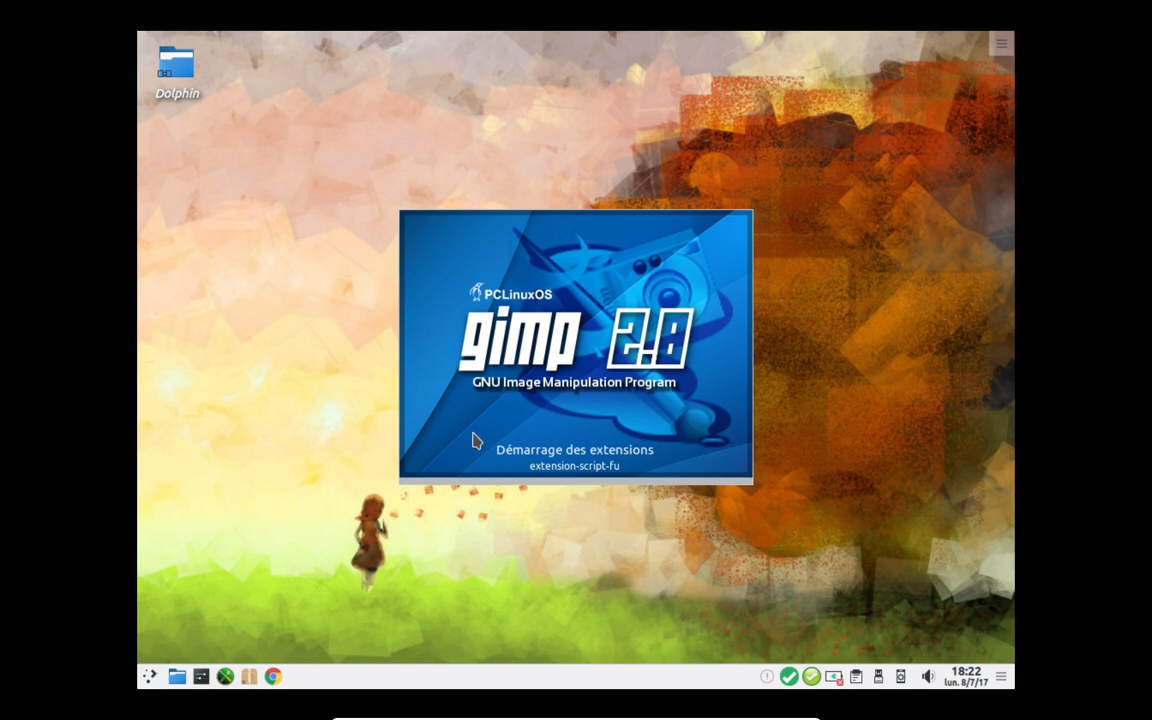 Dolphin
PCLinuxOS
gimp 2.8
GNU Image Manipulation Program
Démarrage des extensions
extension-script-fu
18:22
lun. 8/7/17